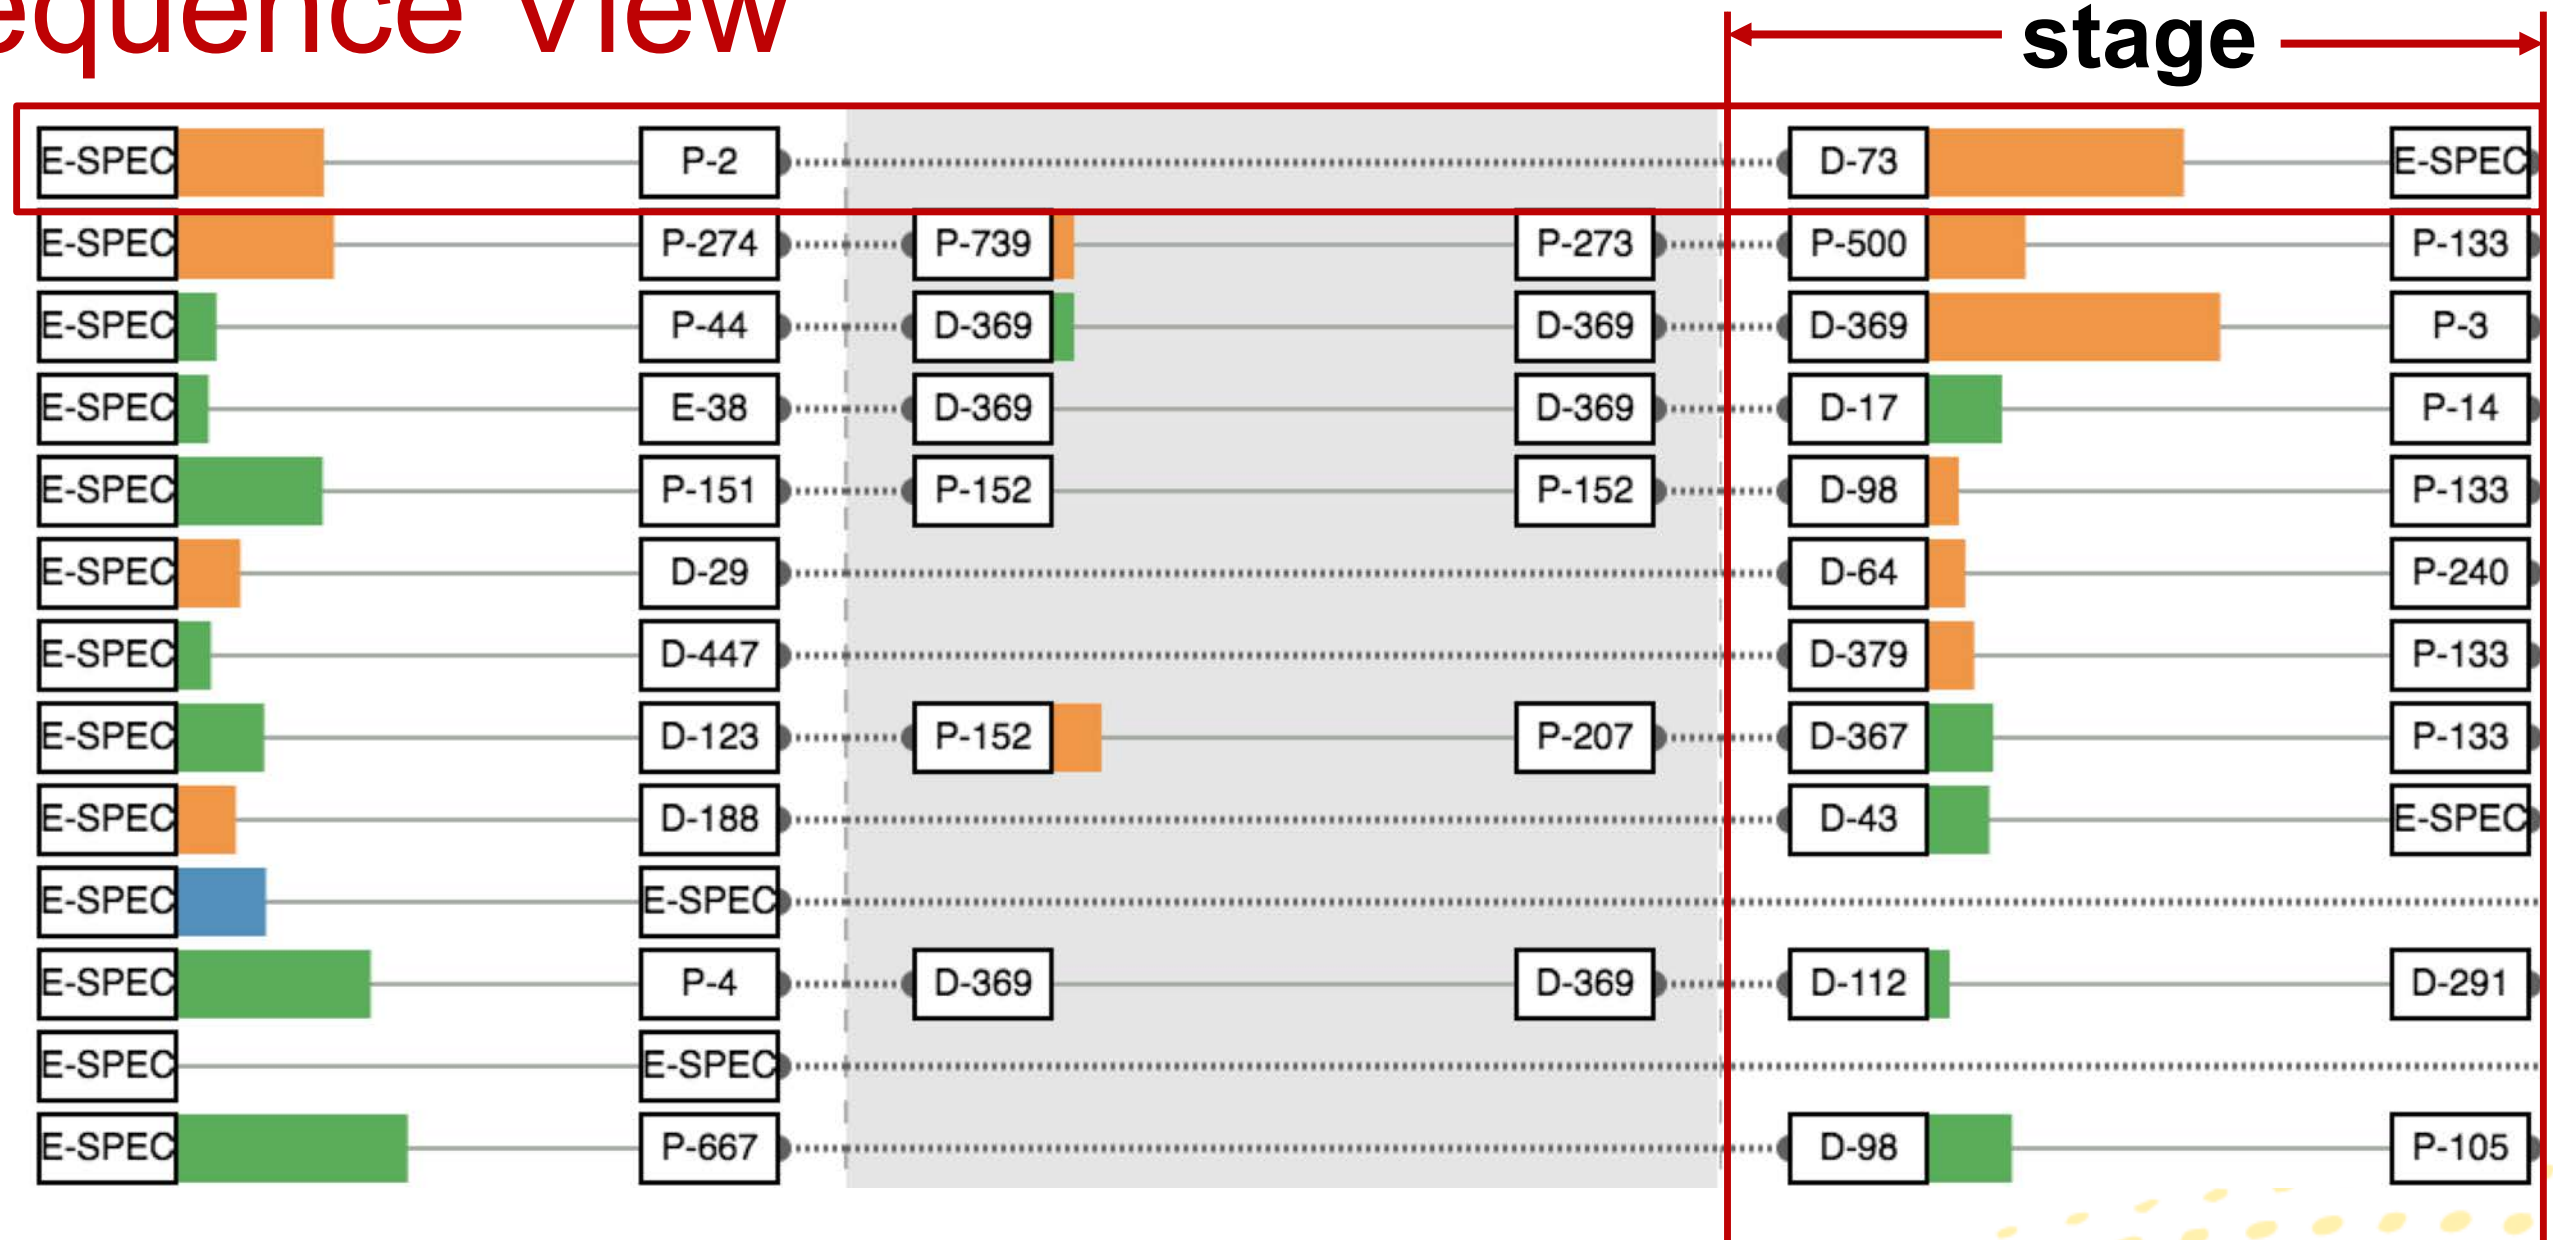 equence View
stage
E-SPEC P-2 D-73 E-SPEC
E-SPEC P-274 P-739 P-273 P-500 P-133
E-SPEC P-44 D-369 D-369 D-369 P-3
E-SPEC E-38 D-369 D-369 D-17 P-14
E-SPEC P-151 P-152 P-152 D-98 P-133
E-SPEC D-29 D-64 P-240
E-SPEC D-447 D-379 P-133
E-SPEC D-123 P-152 P-207 D-367 P-133
E-SPEC D-188 D-43 E-SPEC
E-SPEC E-SPEC
E-SPEC P-4 D-369 D-369 D-112 D-291
E-SPEC E-SPEC
E-SPEC P-667 D-98 P-105